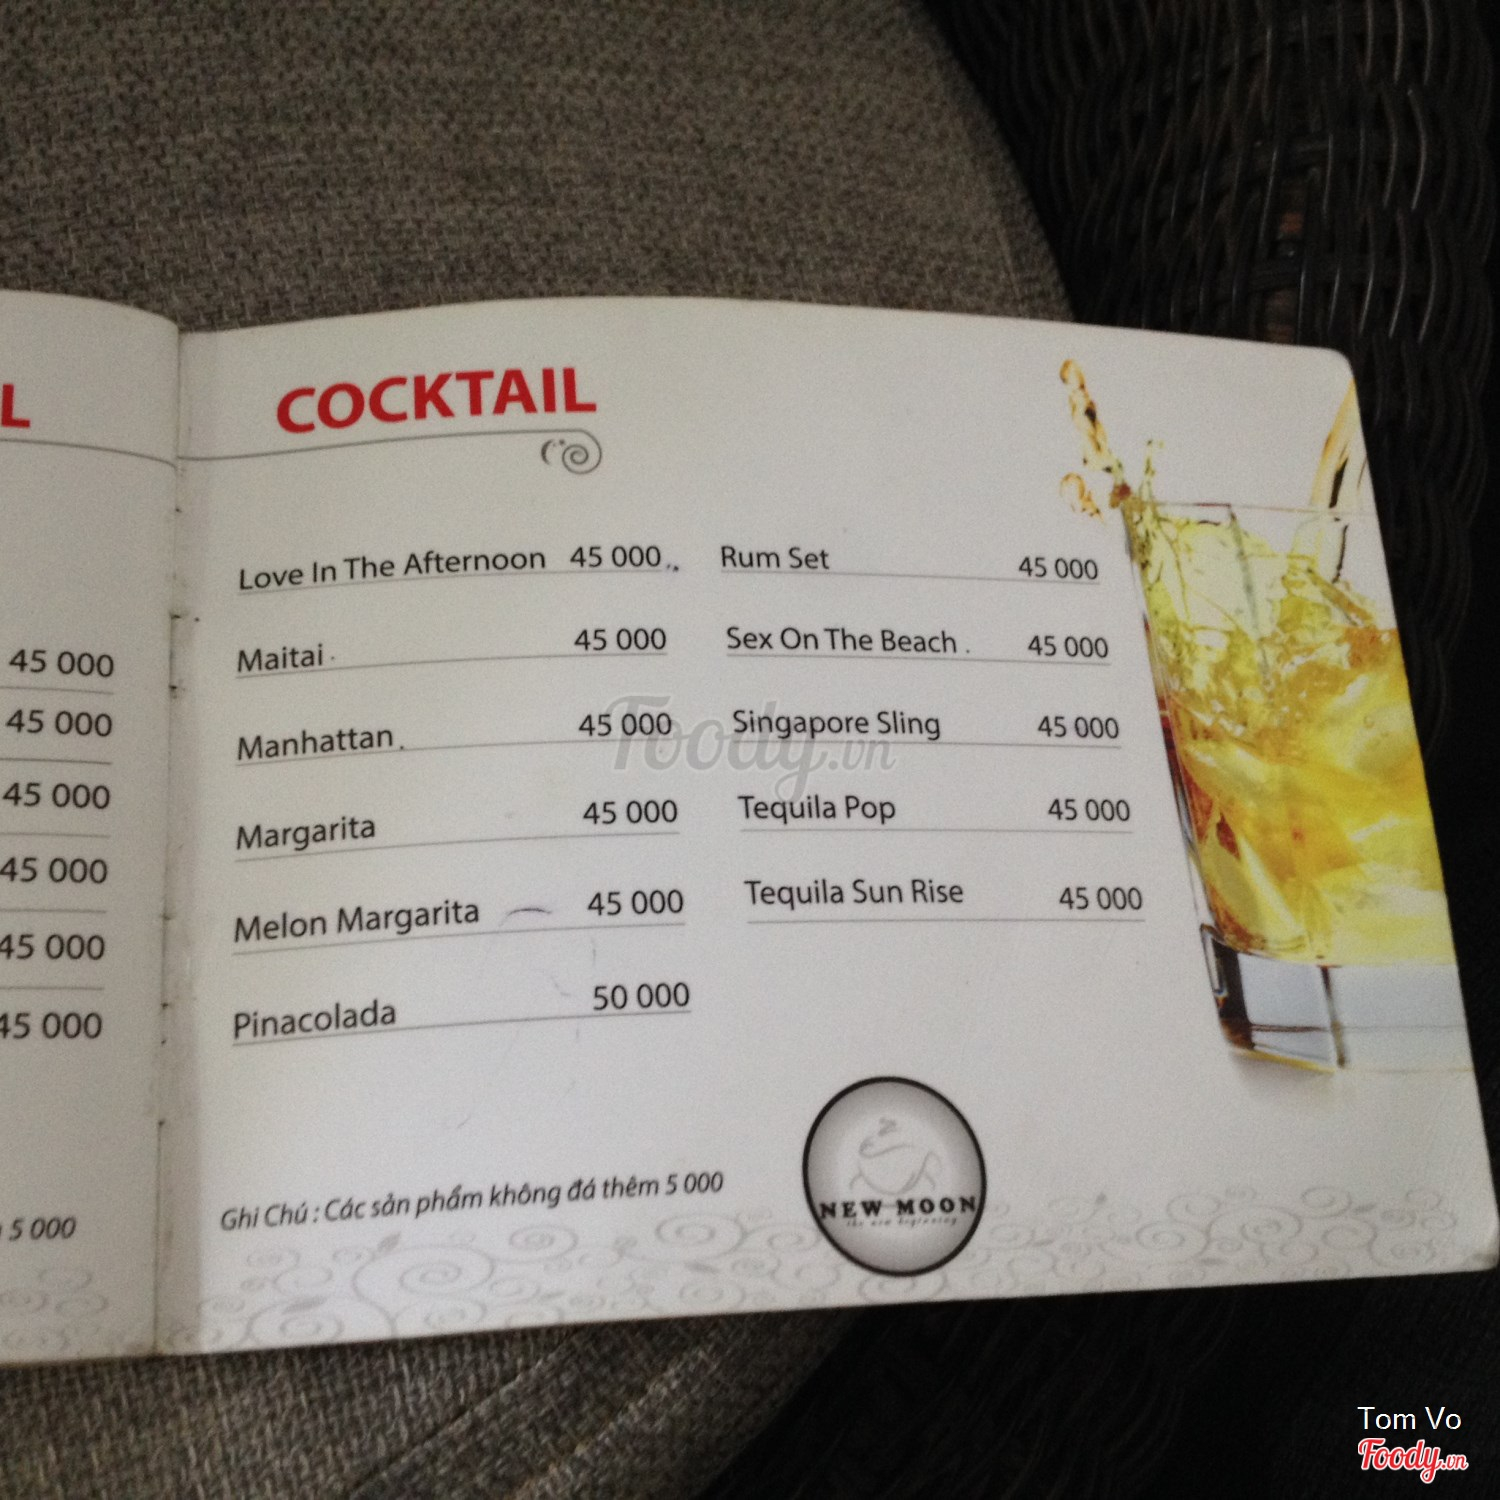 L
45 000
45 000
45 000
45 000
45 000
45 000
5 000
COCKTAIL
Love In The Afternoon 45 000
Maitai 45 000
Manhattan 45 000
Margarita 45 000
Melon Margarita 45 000
Pinacolada 50 000
Rum Set 45 000
Sex On The Beach 45 000
Singapore Sling 45 000
Tequila Pop 45 000
Tequila Sun Rise 45 000
Foody.vn
Ghi Chú : Các sản phẩm không đá thêm 5 000
NEW MOON
the new beginning
Tom Vo
Foody.vn